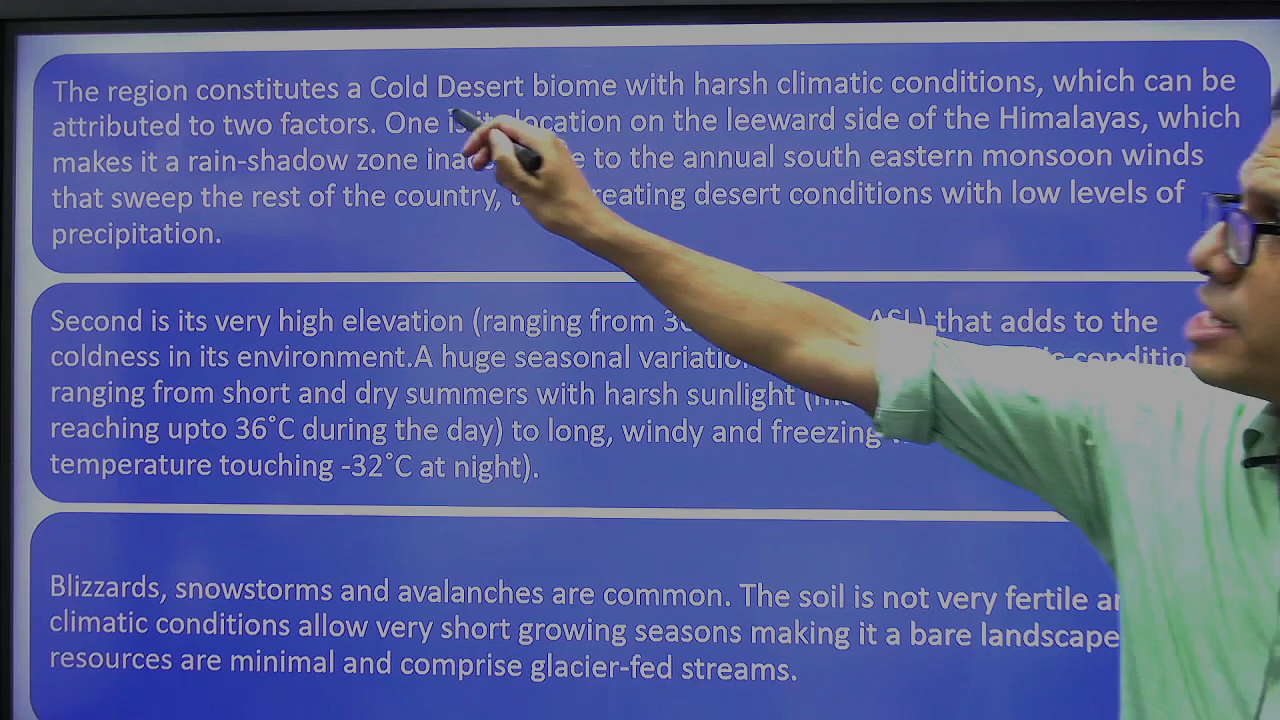 The region constitutes a Cold Desert biome with harsh climatic conditions, which can be
attributed to two factors. One is its location on the leeward side of the Himalayas, which
makes it a rain-shadow zone to the annual south eastern monsoon winds
that sweep the rest of the country, creating desert conditions with low levels of
precipitation.
Second is its very high elevation (ranging from ASL) that adds to the
coldness in its environment.A huge seasonal
ranging from short and dry summers with harsh sunlight
reaching upto 36°C during the day) to long, windy and freezing
temperature touching -32°C at night).
Blizzards, snowstorms and avalanches are common. The soil is not very fertile
climatic conditions allow very short growing seasons making it a bare landscape
resources are minimal and comprise glacier-fed streams.